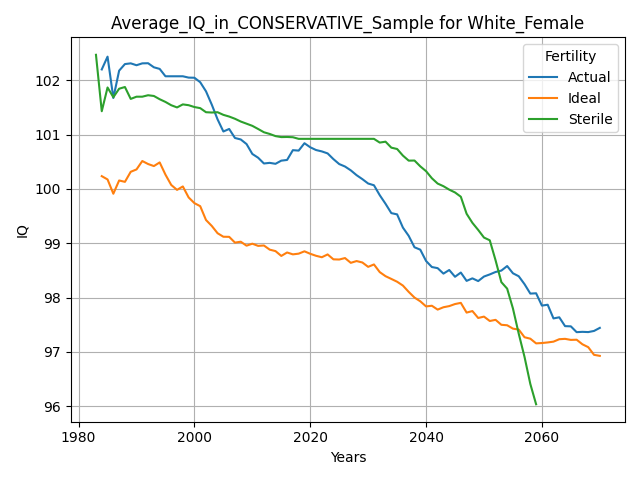 Average_IQ_in_CONSERVATIVE_Sample for White_Female
Fertility
Actual
Ideal
Sterile
IQ
102
101
100
99
98
97
96
1980
2000
2020
2040
2060
Years